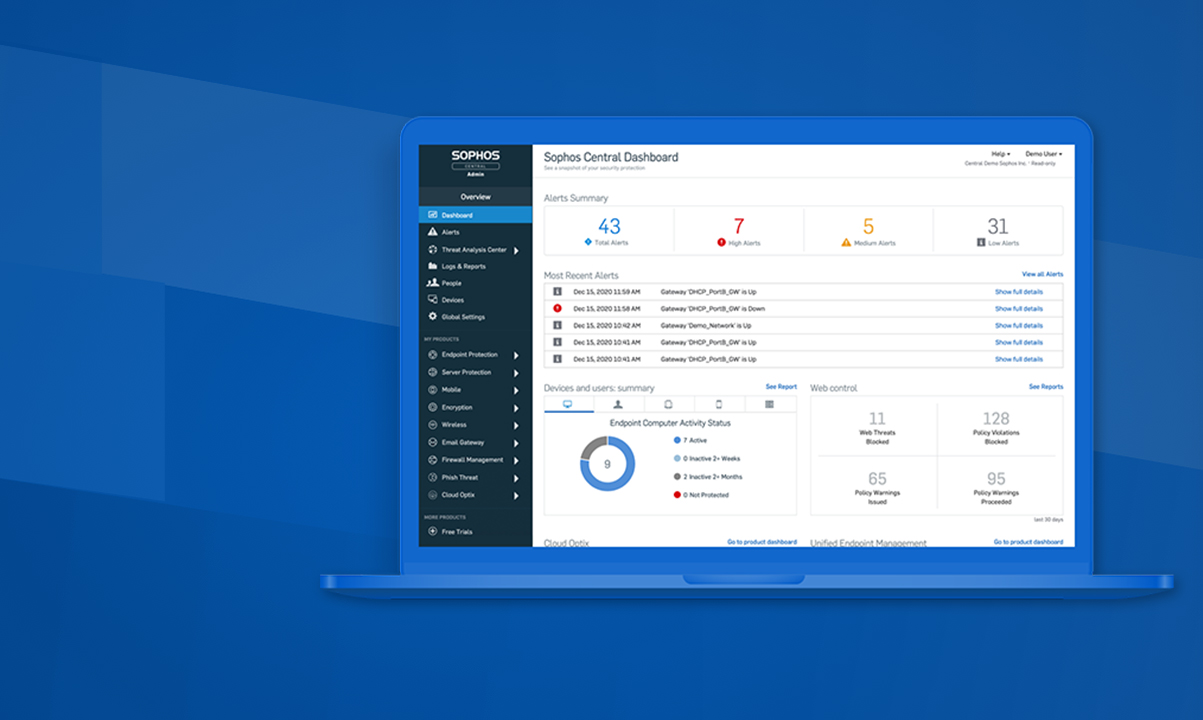 SOPHOS
CENTRAL
Admin
Overview
Dashboard
Alerts
Threat Analysis Center
Logs & Reports
People
Devices
Global Settings
MY PRODUCTS
Endpoint Protection
Server Protection
Mobile
Encryption
Wireless
Email Gateway
Firewall Management
Phish Threat
Cloud Optix
MORE PRODUCTS
Free Trials
Sophos Central Dashboard
See a snapshot of your security protection
Help
Demo User
Central Demo Sophos Inc. · Read-only
Alerts Summary
43
Total Alerts
7
High Alerts
5
Medium Alerts
31
Low Alerts
Most Recent Alerts
View all Alerts
Dec 15, 2020 11:59 AM Gateway 'DHCP_PortB_GW' is Up Show full details
Dec 15, 2020 11:58 AM Gateway 'DHCP_PortB_GW' is Down Show full details
Dec 15, 2020 10:42 AM Gateway 'Demo_Network' is Up Show full details
Dec 15, 2020 10:41 AM Gateway 'DHCP_PortB_GW' is Up Show full details
Dec 15, 2020 10:41 AM Gateway 'DHCP_PortB_GW' is Up Show full details
Devices and users: summary
See Report
Endpoint Computer Activity Status
9
7 Active
0 Inactive 2+ Weeks
2 Inactive 2+ Months
0 Not Protected
Web control
See Reports
11
Web Threats
Blocked
128
Policy Violations
Blocked
65
Policy Warnings
Issued
95
Policy Warnings
Proceeded
last 30 days
Cloud Optix
Go to product dashboard
Unified Endpoint Management
Go to product dashboard